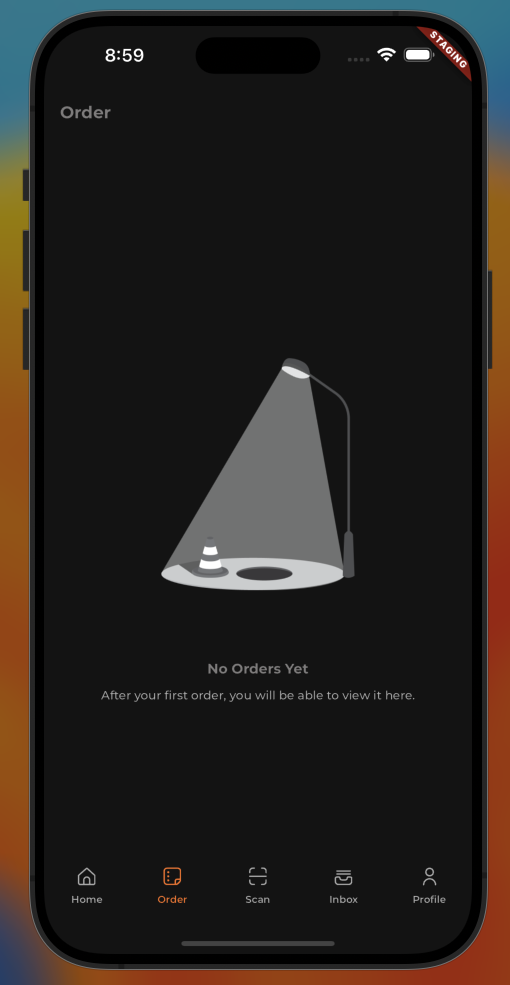 8:59
STAGING
Order
No Orders Yet
After your first order, you will be able to view it here.
Home
Order
Scan
Inbox
Profile